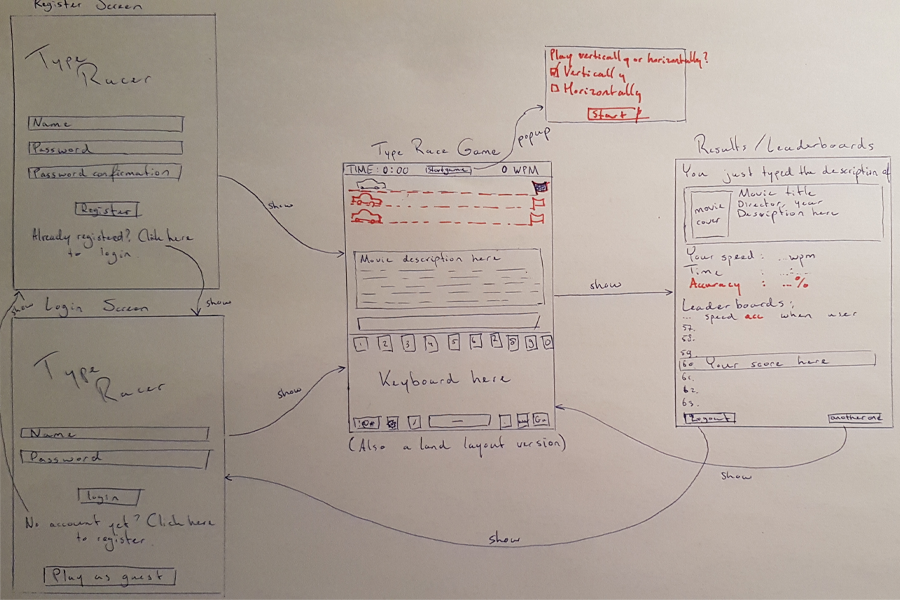 Register Screen
Type
Racer
Name
Password
Password confirmation
Register
Already registered? Click here
to login
show
show
show
Login Screen
Type
Racer
Name
Password
login
No account yet? Click here
to register.
Play as guest
show
popup
Play vertically or horizontally?
Vertically
Horizontally
Start
Type Race Game
TIME: 0:00
Start game
0 WPM
Movie description here
1 2 3 4 5 6 7 8 9 0
Keyboard here
(Also a land layout version)
show
Results/Leaderboards
You just typed the description of
movie
cover
Movie title
Director, year
Description here
Your speed : ...wpm
Time : ..:..
Accuracy : ...%
Leaderboards:
... speed acc when user
57.
58.
59.
60. Your score here
61.
62.
63.
Logout
another one
show
show